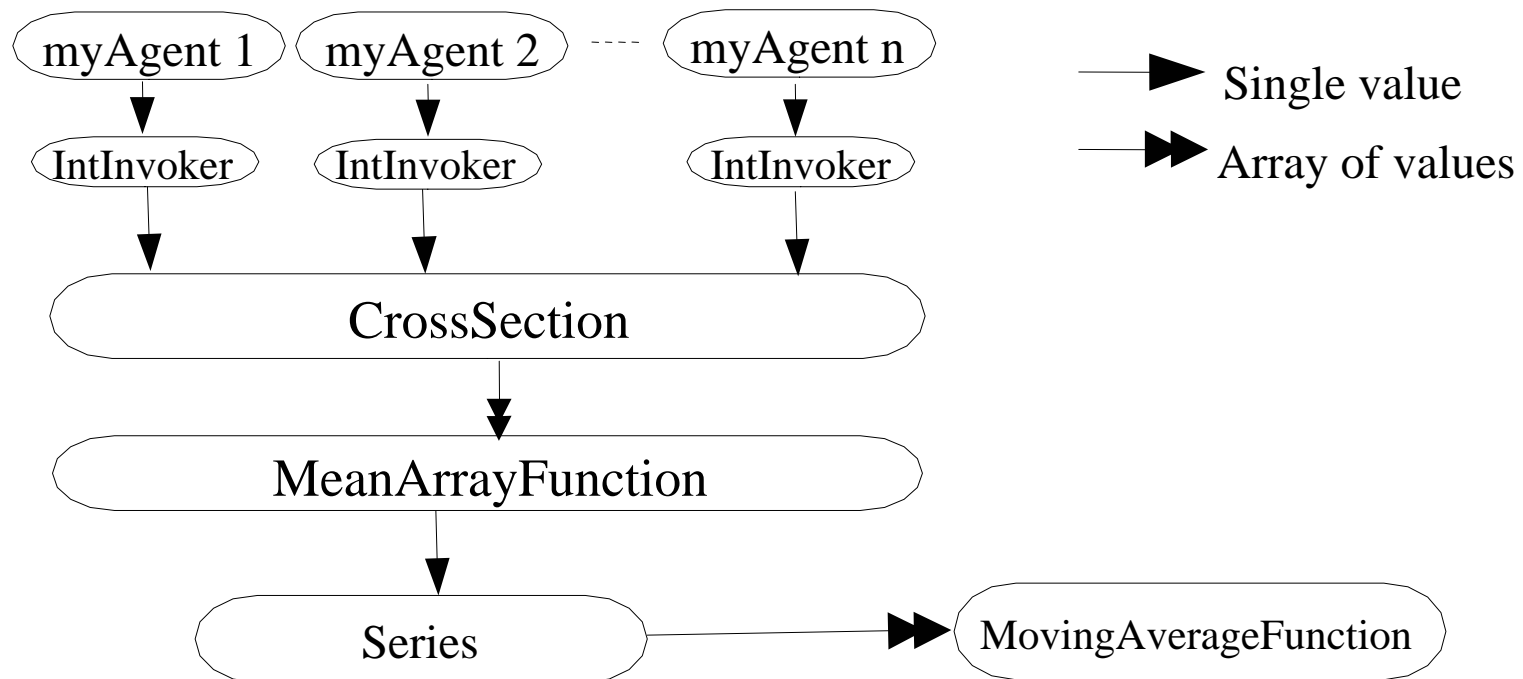 myAgent 1
myAgent 2
myAgent n
Single value
Array of values
IntInvoker
IntInvoker
IntInvoker
CrossSection
MeanArrayFunction
Series
MovingAverageFunction